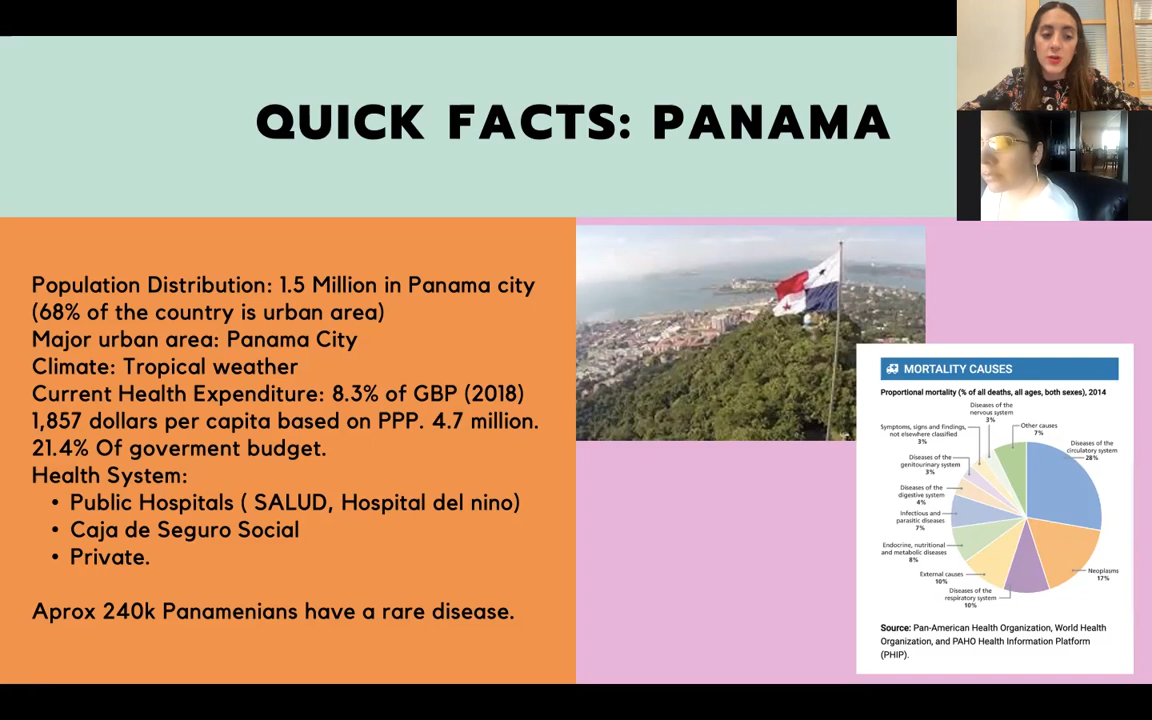 QUICK FACTS: PANAMA
Population Distribution: 1.5 Million in Panama city
(68% of the country is urban area)
Major urban area: Panama City
Climate: Tropical weather
Current Health Expenditure: 8.3% of GBP (2018)
1,857 dollars per capita based on PPP. 4.7 million.
21.4% Of goverment budget.
Health System:
• Public Hospitals ( SALUD, Hospital del nino)
• Caja de Seguro Social
• Private.
Aprox 240k Panamenians have a rare disease.
MORTALITY CAUSES
Proportional mortality (% of all deaths, all ages, both sexes), 2014
Diseases of the
nervous system
3%
Other causes
7%
Symptoms, signs and findings,
not elsewhere classified
3%
Diseases of the
circulatory system
28%
Diseases of the
genitourinary system
3%
Diseases of the
digestive system
4%
Infectious and
parasitic diseases
7%
Endocrine, nutritional
and metabolic diseases
8%
External causes
10%
Diseases of the
respiratory system
10%
Neoplasms
17%
Source: Pan-American Health Organization, World Health
Organization, and PAHO Health Information Platform
(PHIP).